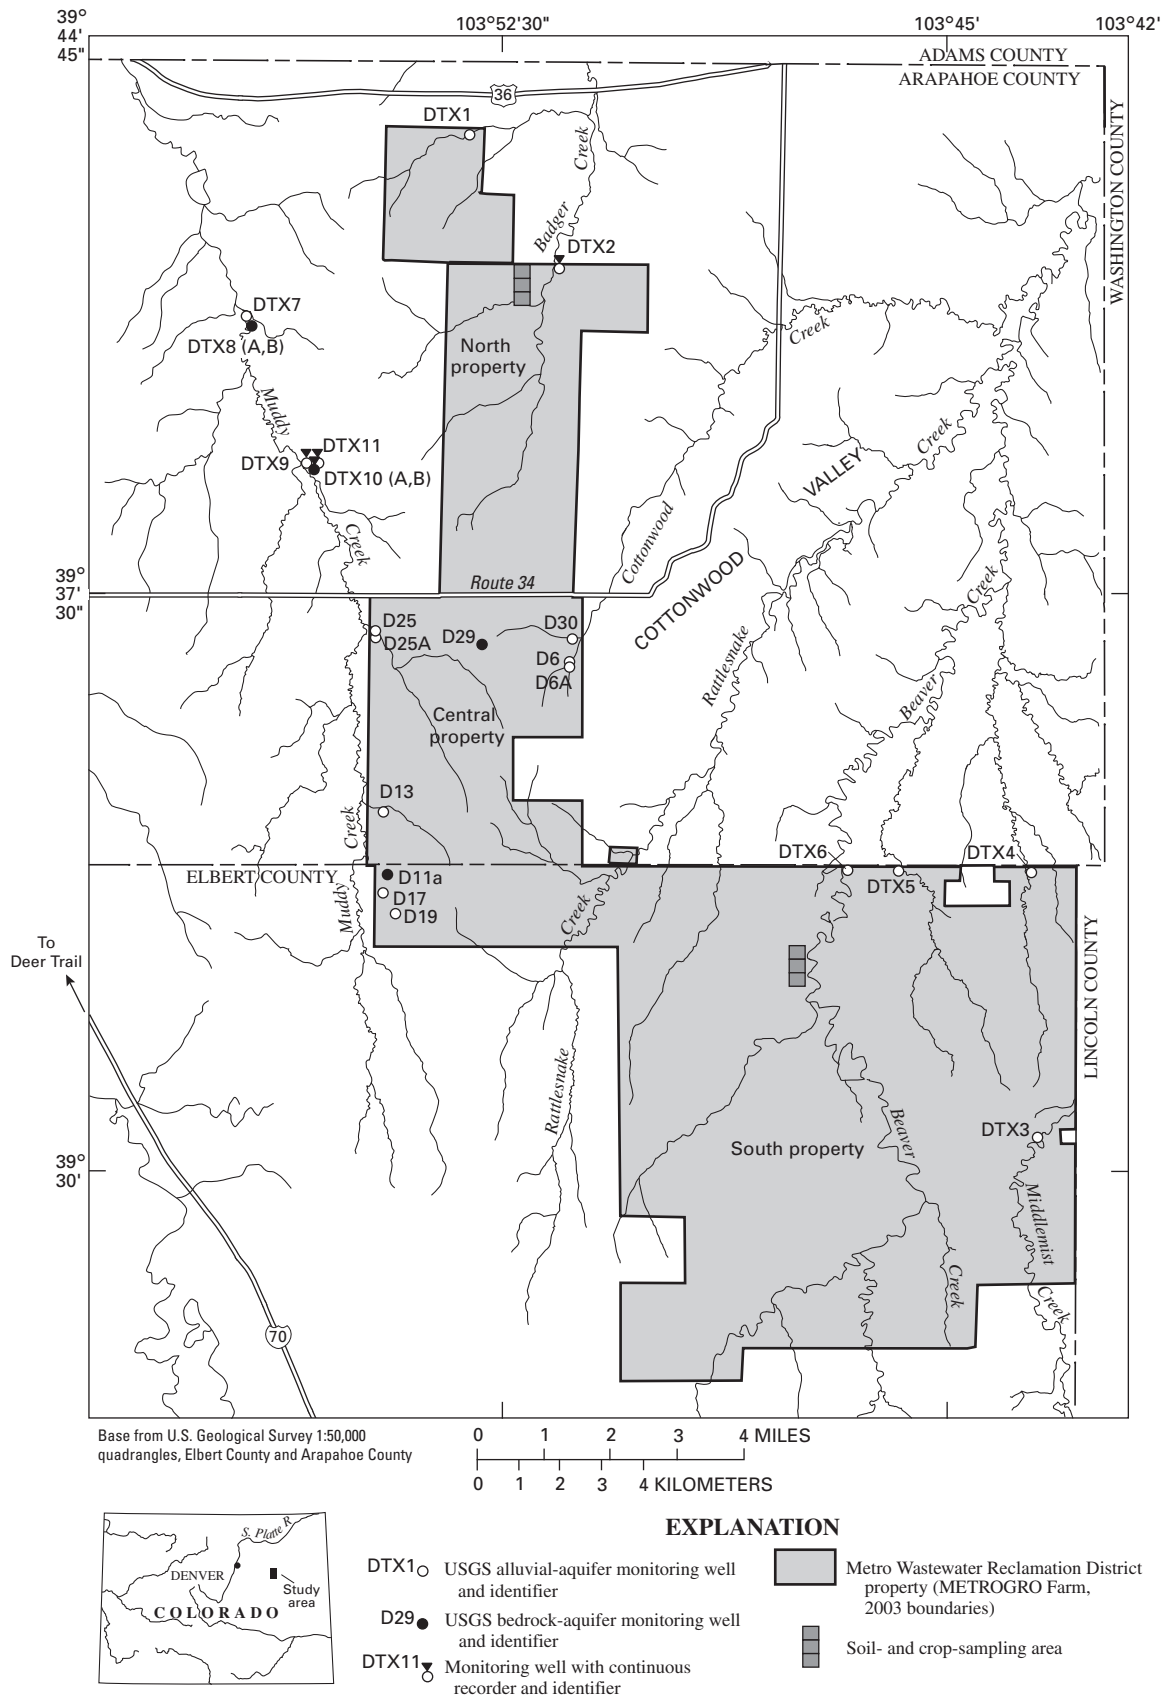 39°
44'
45"
103°52'30"
103°45'
103°42'
ADAMS COUNTY
ARAPAHOE COUNTY
WASHINGTON COUNTY
36
DTX1
Creek
Badger
DTX2
DTX7
DTX8 (A,B)
North
property
Creek
Muddy
DTX11
DTX9
DTX10 (A,B)
Creek
Creek
VALLEY
Cottonwood
COTTONWOOD
39°
37'
30"
Route 34
Creek
D25
D25A
D29
D30
D6
D6A
Rattlesnake
Beaver
Central
property
D13
Creek
DTX6
DTX4
ELBERT COUNTY
DTX5
D11a
D17
D19
Muddy
Creek
To
Deer Trail
LINCOLN COUNTY
Rattlesnake
Beaver
DTX3
South property
39°
30'
Middlemist
Creek
Creek
70
Base from U.S. Geological Survey 1:50,000
quadrangles, Elbert County and Arapahoe County
0 1 2 3 4 MILES
0 1 2 3 4 KILOMETERS
S. Platte R
DENVER
Study
area
COLORADO
EXPLANATION
DTX1 USGS alluvial-aquifer monitoring well
and identifier
D29 USGS bedrock-aquifer monitoring well
and identifier
DTX11 Monitoring well with continuous
recorder and identifier
Metro Wastewater Reclamation District
property (METROGRO Farm,
2003 boundaries)
Soil- and crop-sampling area